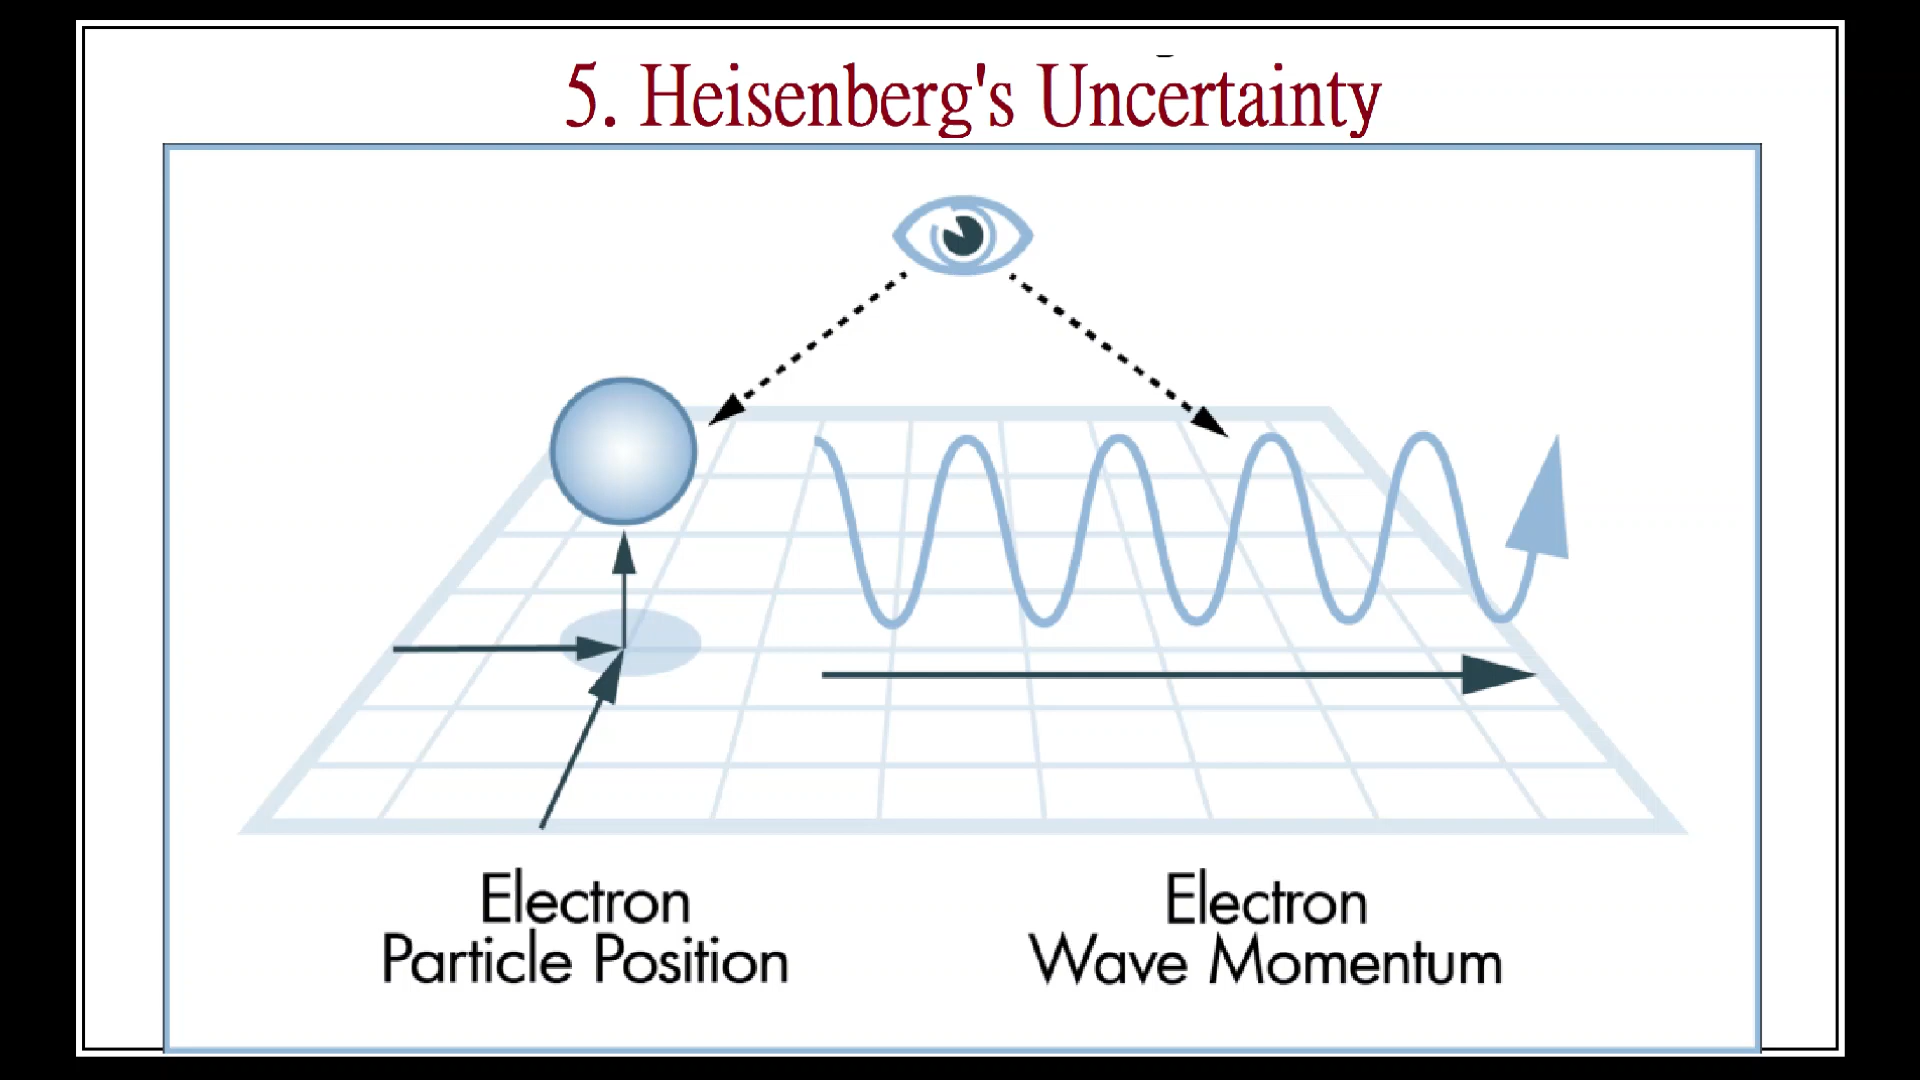 5. Heisenberg's Uncertainty
Electron
Particle Position
Electron
Wave Momentum